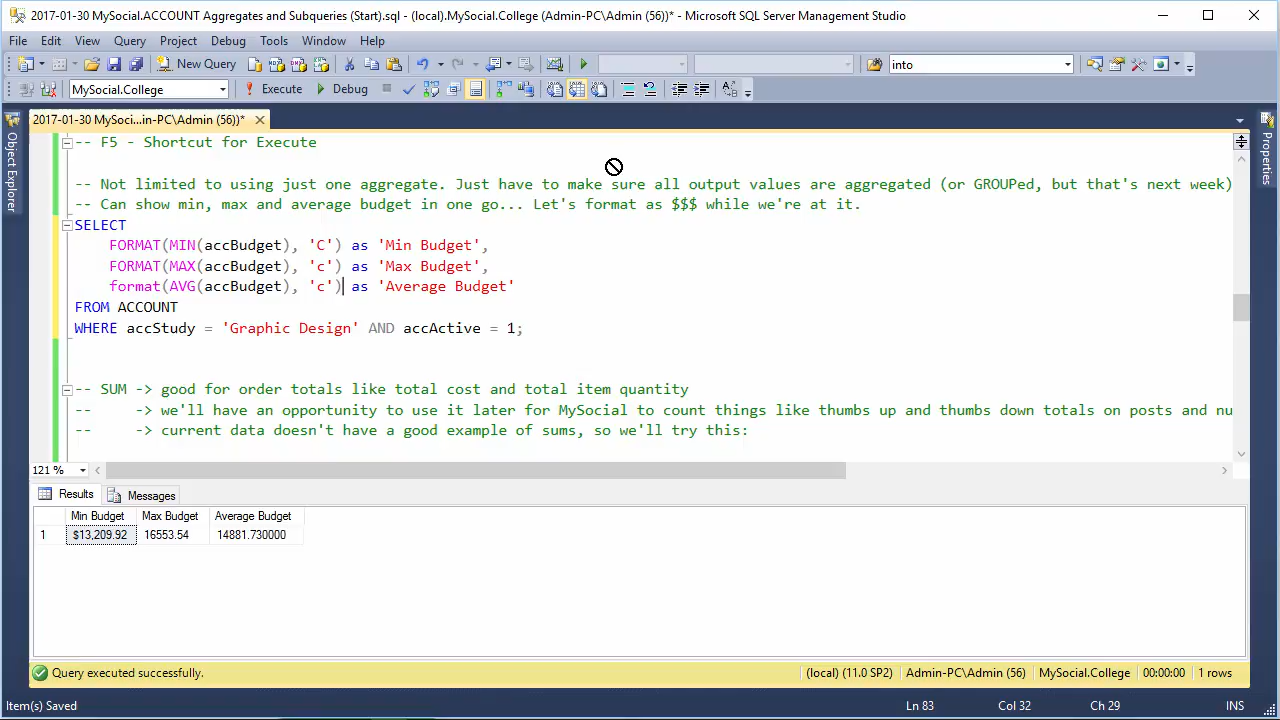 2017-01-30 MySocial.ACCOUNT Aggregates and Subqueries (Start).sql - (local).MySocial.College (Admin-PC\Admin (56))* - Microsoft SQL Server Management Studio
File Edit View Query Project Debug Tools Window Help
New Query into
MySocial.College Execute Debug
2017-01-30 MySoci...in-PC\Admin (56))*
Object Explorer
Properties
-- F5 - Shortcut for Execute
-- Not limited to using just one aggregate. Just have to make sure all output values are aggregated (or GROUPed, but that's next week)
-- Can show min, max and average budget in one go... Let's format as $$$ while we're at it.
SELECT
FORMAT(MIN(accBudget), 'C') as 'Min Budget',
FORMAT(MAX(accBudget), 'c') as 'Max Budget',
format(AVG(accBudget), 'c') as 'Average Budget'
FROM ACCOUNT
WHERE accStudy = 'Graphic Design' AND accActive = 1;
-- SUM -> good for order totals like total cost and total item quantity
-- -> we'll have an opportunity to use it later for MySocial to count things like thumbs up and thumbs down totals on posts and nu
-- -> current data doesn't have a good example of sums, so we'll try this:
121 %
Results Messages
Min Budget Max Budget Average Budget
1 $13,209.92 16553.54 14881.730000
Query executed successfully. (local) (11.0 SP2) Admin-PC\Admin (56) MySocial.College 00:00:00 1 rows
Item(s) Saved Ln 83 Col 32 Ch 29 INS